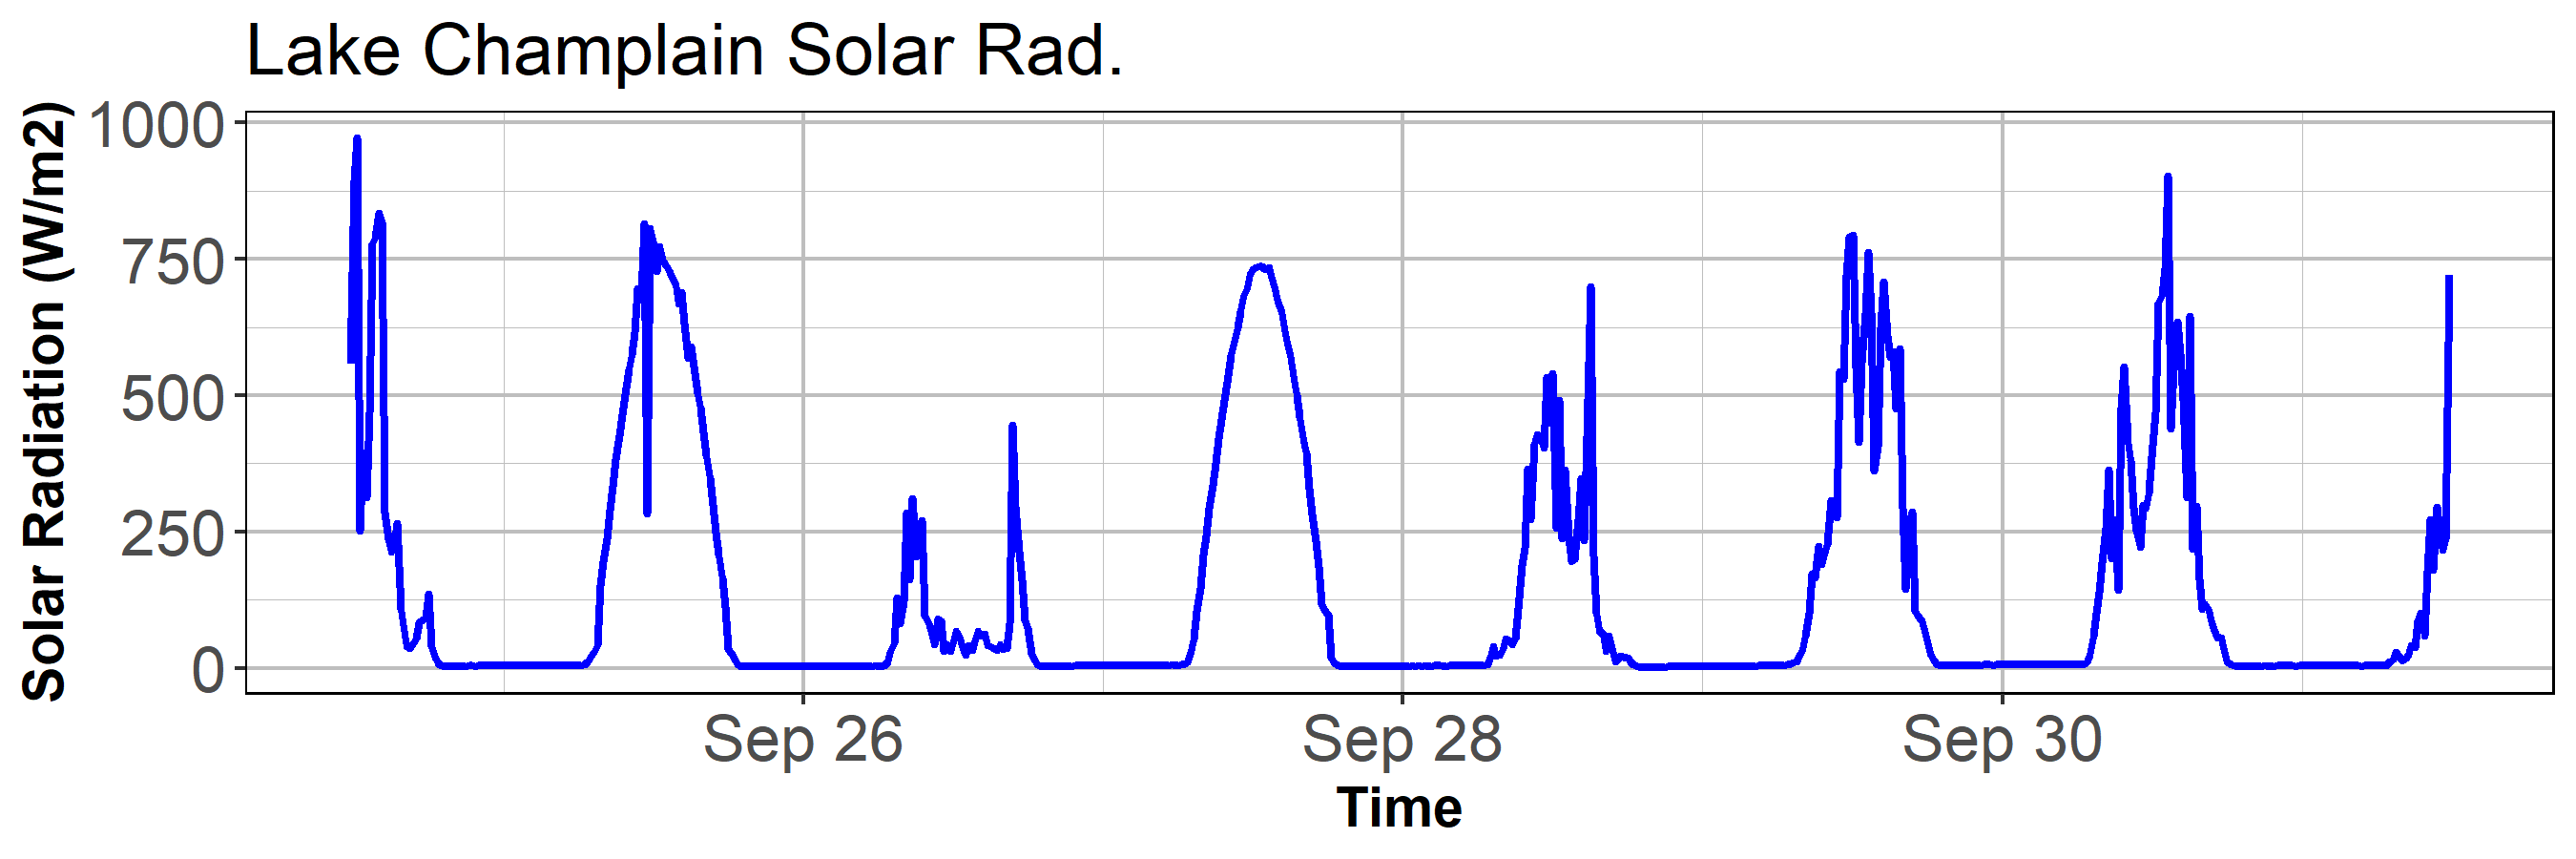 Lake Champlain Solar Rad.
Solar Radiation (W/m2)
1000
750
500
250
0
Sep 26
Sep 28
Sep 30
Time